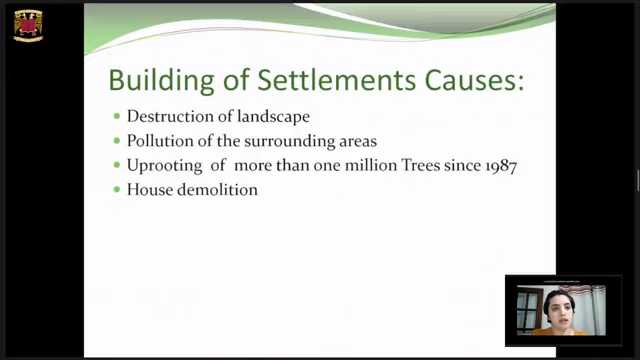 Building of Settlements Causes:
Destruction of landscape
Pollution of the surrounding areas
Uprooting of more than one million Trees since 1987
House demolition